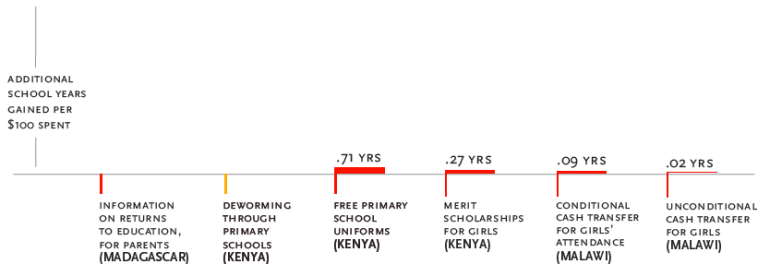 ADDITIONAL
SCHOOL YEARS
GAINED PER
$100 SPENT
.71 YRS
.27 YRS
.09 YRS
.02 YRS
INFORMATION
ON RETURNS
TO EDUCATION,
FOR PARENTS
(MADAGASCAR)
DEWORMING
THROUGH
PRIMARY
SCHOOLS
(KENYA)
FREE PRIMARY
SCHOOL
UNIFORMS
(KENYA)
MERIT
SCHOLARSHIPS
FOR GIRLS
(KENYA)
CONDITIONAL
CASH TRANSFER
FOR GIRLS'
ATTENDANCE
(MALAWI)
UNCONDITIONAL
CASH TRANSFER
FOR GIRLS
(MALAWI)